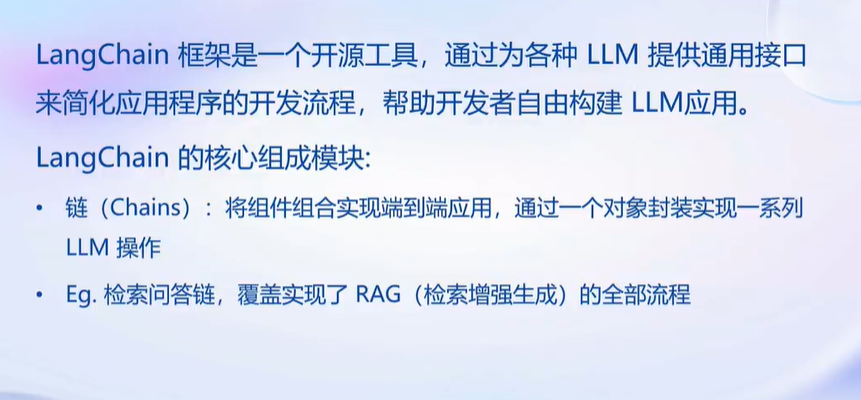 LangChain 框架是一个开源工具，通过为各种 LLM 提供通用接口
来简化应用程序的开发流程，帮助开发者自由构建 LLM应用。
LangChain 的核心组成模块:
• 链（Chains）：将组件组合实现端到端应用，通过一个对象封装实现一系列
LLM 操作
• Eg. 检索问答链，覆盖实现了 RAG（检索增强生成）的全部流程